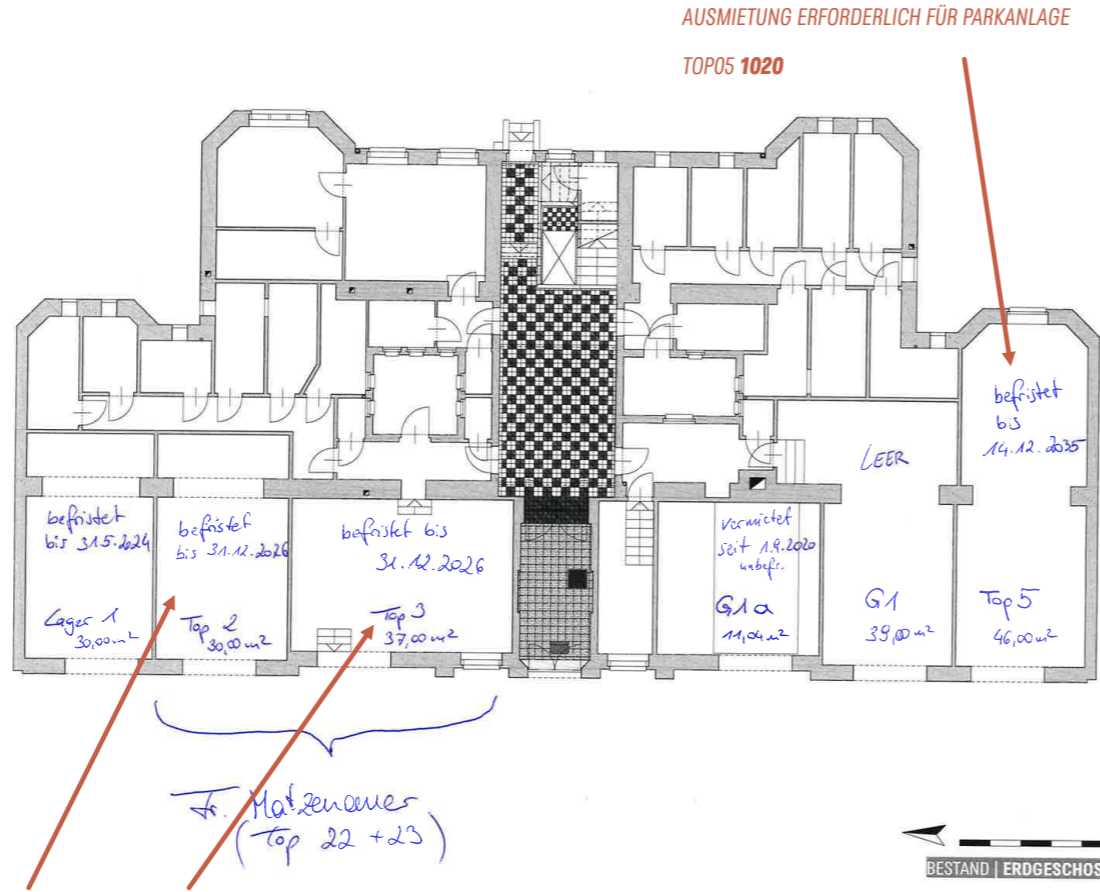 AUSMIETUNG ERFORDERLICH FÜR PARKANLAGE
TOP05 1020
befristet
bis
14.12.2035
LEER
befristet
bis 31.5.2024
befristet
bis 31.12.2026
befristet bis
31.12.2026
vermietet
seit 1.9.2020
unbefr.
Lager 1
30,00m²
Top 2
30,00m²
Top 3
37,00m²
G1a
11,04m²
G1
39,00m²
Top 5
46,00m²
Fr. Matzenauer
(Top 22 + 23)
BESTAND | ERDGESCHOS